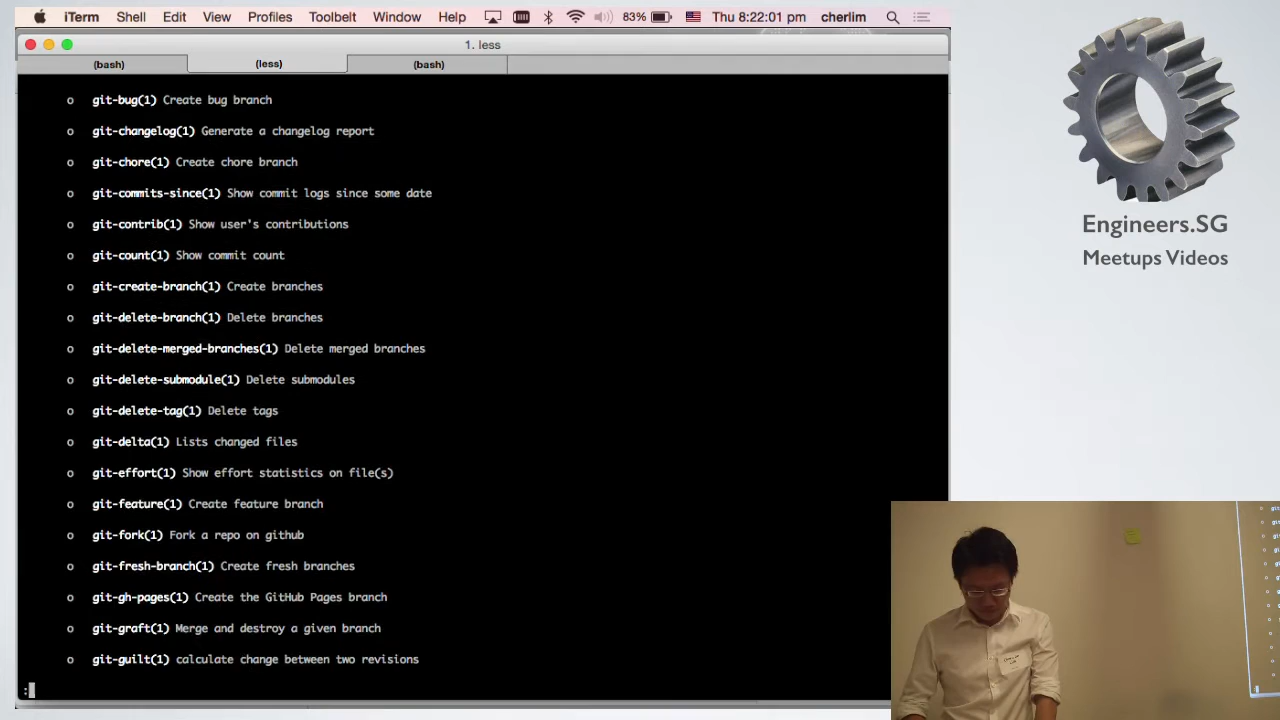 iTerm Shell Edit View Profiles Toolbelt Window Help 83% Thu 8:22:01 pm cherlim
1. less
(bash) (less) (bash)
o git-bug(1) Create bug branch
o git-changelog(1) Generate a changelog report
o git-chore(1) Create chore branch
o git-commits-since(1) Show commit logs since some date
o git-contrib(1) Show user's contributions
o git-count(1) Show commit count
o git-create-branch(1) Create branches
o git-delete-branch(1) Delete branches
o git-delete-merged-branches(1) Delete merged branches
o git-delete-submodule(1) Delete submodules
o git-delete-tag(1) Delete tags
o git-delta(1) Lists changed files
o git-effort(1) Show effort statistics on file(s)
o git-feature(1) Create feature branch
o git-fork(1) Fork a repo on github
o git-fresh-branch(1) Create fresh branches
o git-gh-pages(1) Create the GitHub Pages branch
o git-graft(1) Merge and destroy a given branch
o git-guilt(1) calculate change between two revisions
:
Engineers.SG
Meetups Videos